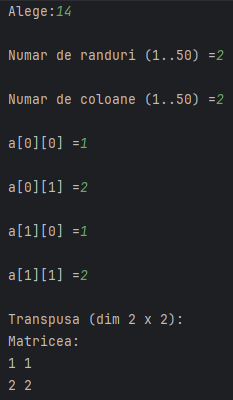 Alege:14
Numar de randuri (1..50) =2
Numar de coloane (1..50) =2
a[0][0] =1
a[0][1] =2
a[1][0] =1
a[1][1] =2
Transpusa (dim 2 x 2):
Matricea:
1 1
2 2